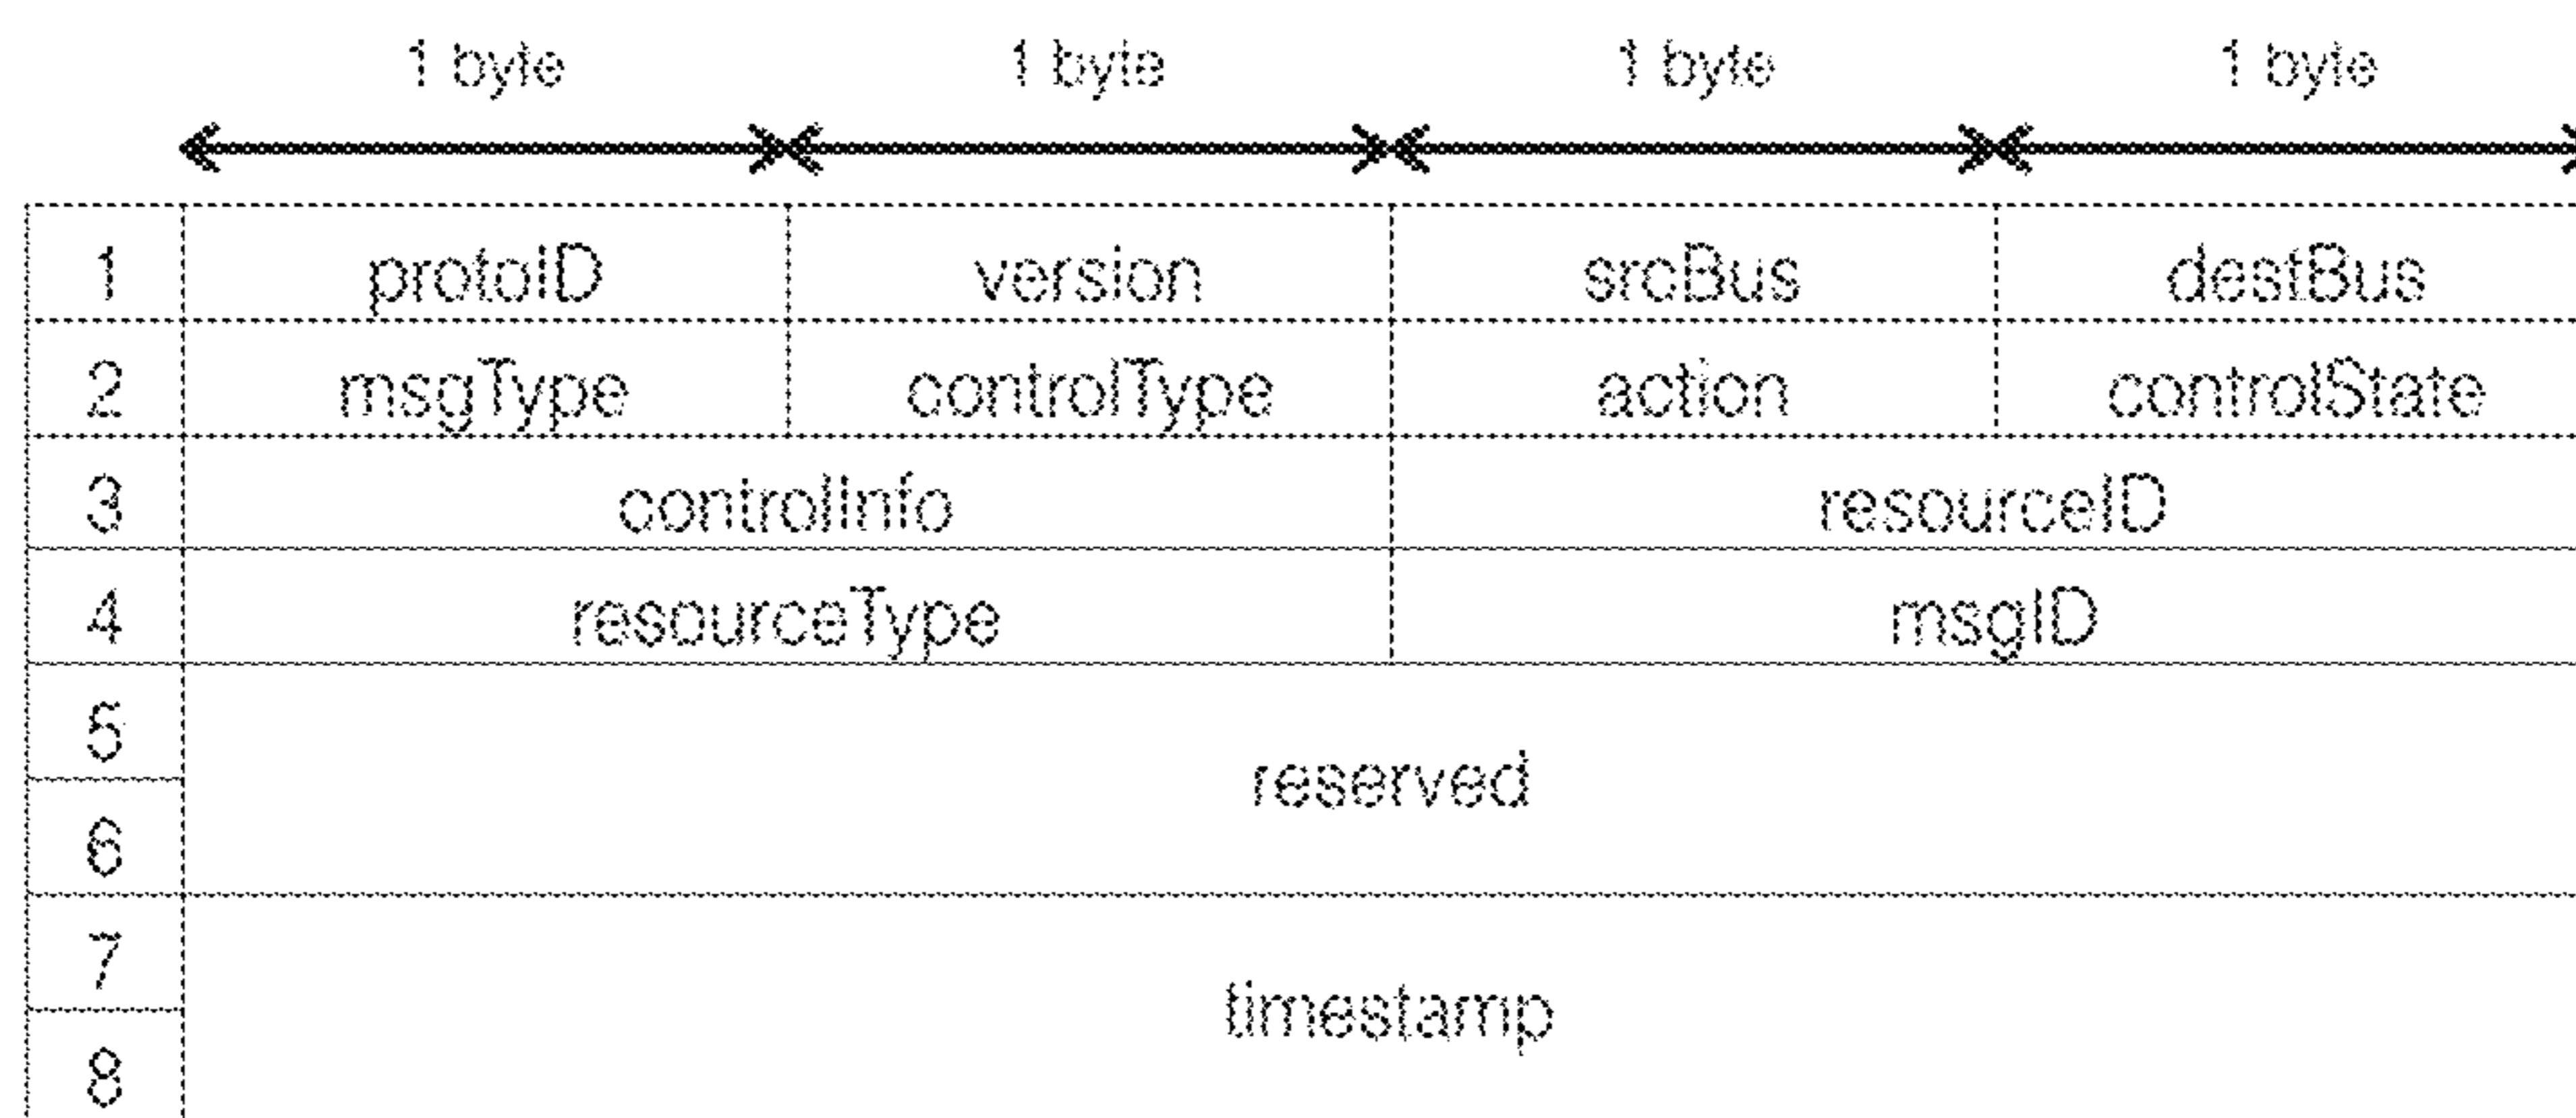 1 byte 1 byte 1 byte 1 byte
1 protoID version srcBus destBus
2 msgType controlType action controlState
3 controlInfo resourceID
4 resourceType msgID
5
reserved
6
7
timestamp
8